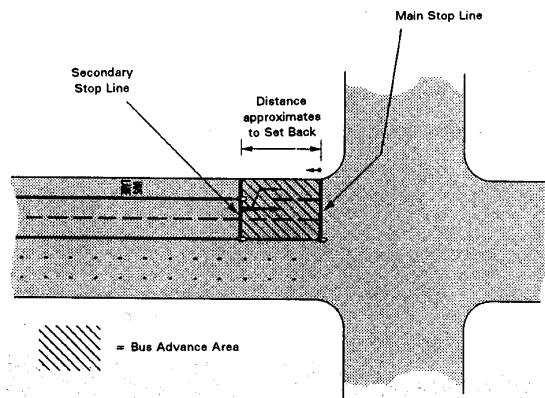 Main Stop Line
Secondary
Stop Line
Distance
approximates
to Set Back
= Bus Advance Area